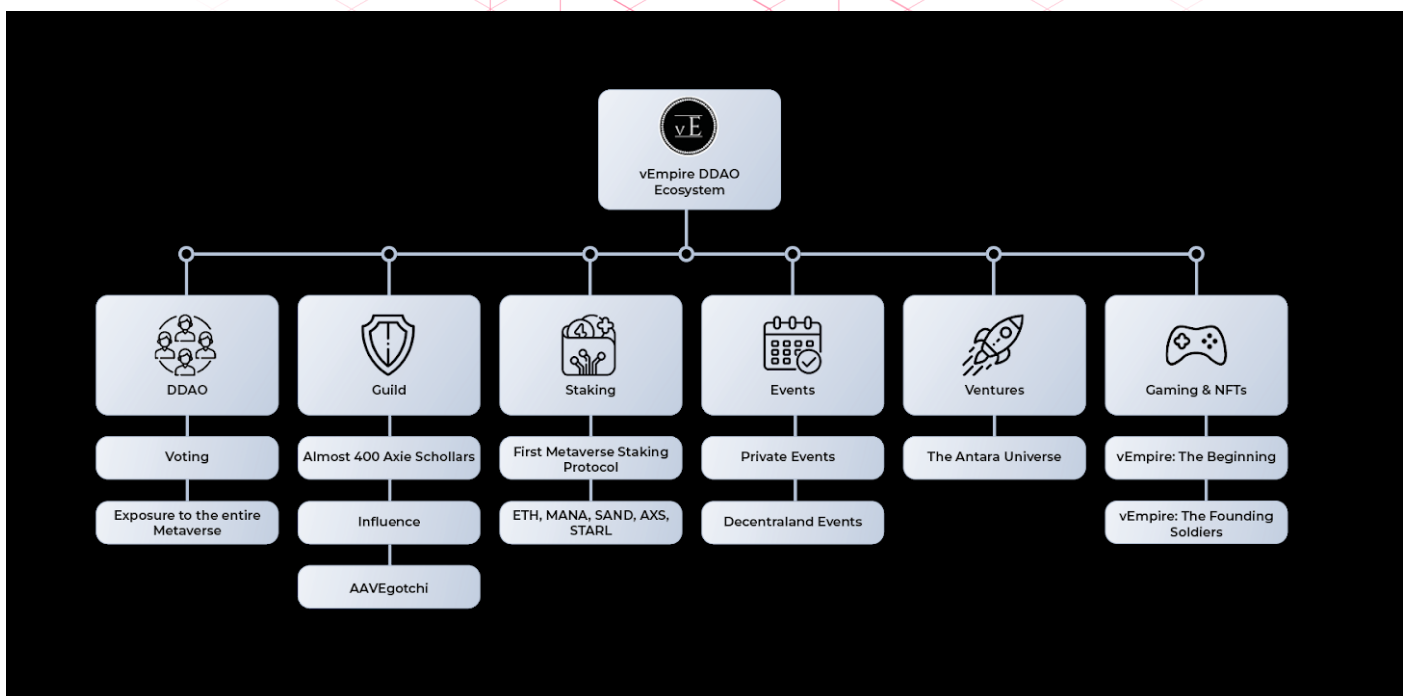 vE
vEmpire DDAO
Ecosystem
DDAO
Guild
Staking
Events
Ventures
Gaming & NFTs
Voting
Almost 400 Axie Schollars
First Metaverse Staking
Protocol
Private Events
The Antara Universe
vEmpire: The Beginning
Exposure to the entire
Metaverse
Influence
ETH, MANA, SAND, AXS,
STARL
Decentraland Events
vEmpire: The Founding
Soldiers
AAVEgotchi